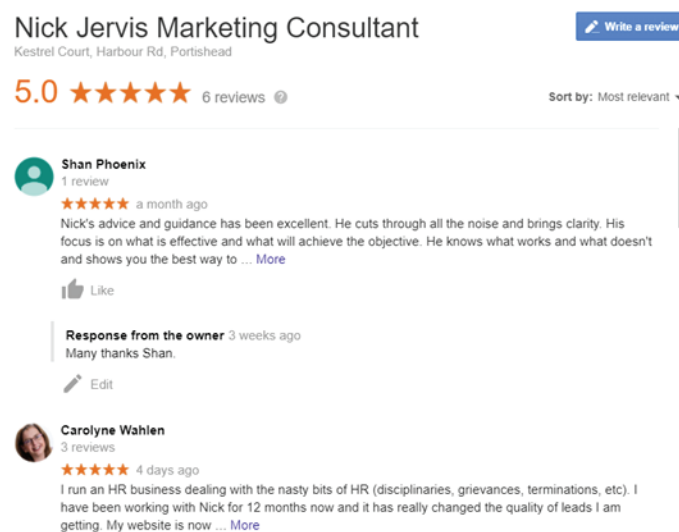 Nick Jervis Marketing Consultant
Write a review
Kestrel Court, Harbour Rd, Portishead
5.0 ★★★★★ 6 reviews ?
Sort by: Most relevant
Shan Phoenix
1 review
★★★★★ a month ago
Nick's advice and guidance has been excellent. He cuts through all the noise and brings clarity. His
focus is on what is effective and what will achieve the objective. He knows what works and what doesn't
and shows you the best way to ... More
Like
Response from the owner 3 weeks ago
Many thanks Shan.
Edit
Carolyne Wahlen
3 reviews
★★★★★ 4 days ago
I run an HR business dealing with the nasty bits of HR (disciplinaries, grievances, terminations, etc). I
have been working with Nick for 12 months now and it has really changed the quality of leads I am
getting. My website is now ... More